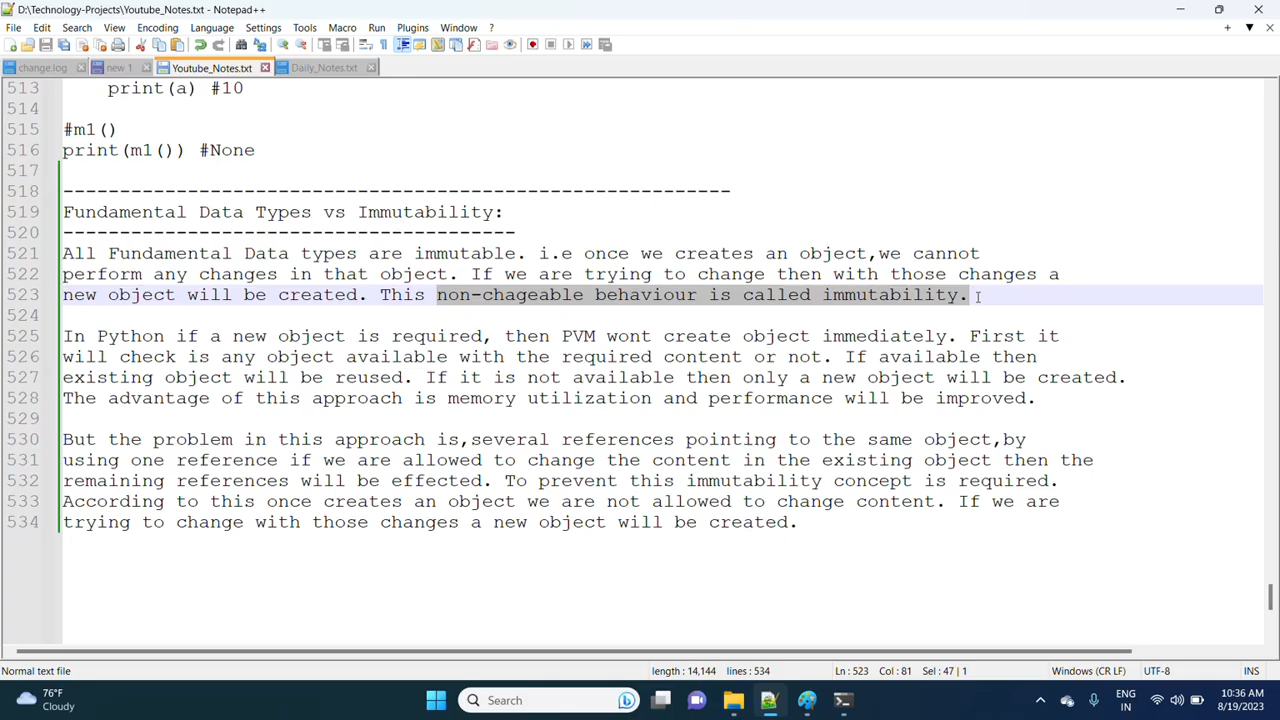 D:\Technology-Projects\Youtube_Notes.txt - Notepad++
File Edit Search View Encoding Language Settings Tools Macro Run Plugins Window ?
change.log new 1 Youtube_Notes.txt Daily_Notes.txt
513 print(a) #10
514
515 #m1()
516 print(m1()) #None
517
518 -----------------------------------------------------------
519 Fundamental Data Types vs Immutability:
520 ----------------------------------------
521 All Fundamental Data types are immutable. i.e once we creates an object,we cannot
522 perform any changes in that object. If we are trying to change then with those changes a
523 new object will be created. This non-chageable behaviour is called immutability.
524
525 In Python if a new object is required, then PVM wont create object immediately. First it
526 will check is any object available with the required content or not. If available then
527 existing object will be reused. If it is not available then only a new object will be created.
528 The advantage of this approach is memory utilization and performance will be improved.
529
530 But the problem in this approach is,several references pointing to the same object,by
531 using one reference if we are allowed to change the content in the existing object then the
532 remaining references will be effected. To prevent this immutability concept is required.
533 According to this once creates an object we are not allowed to change content. If we are
534 trying to change with those changes a new object will be created.
Normal text file length : 14,144 lines : 534 Ln : 523 Col : 81 Sel : 47 | 1 Windows (CR LF) UTF-8 INS
76°F
Cloudy
Search
ENG
IN
10:36 AM
8/19/2023